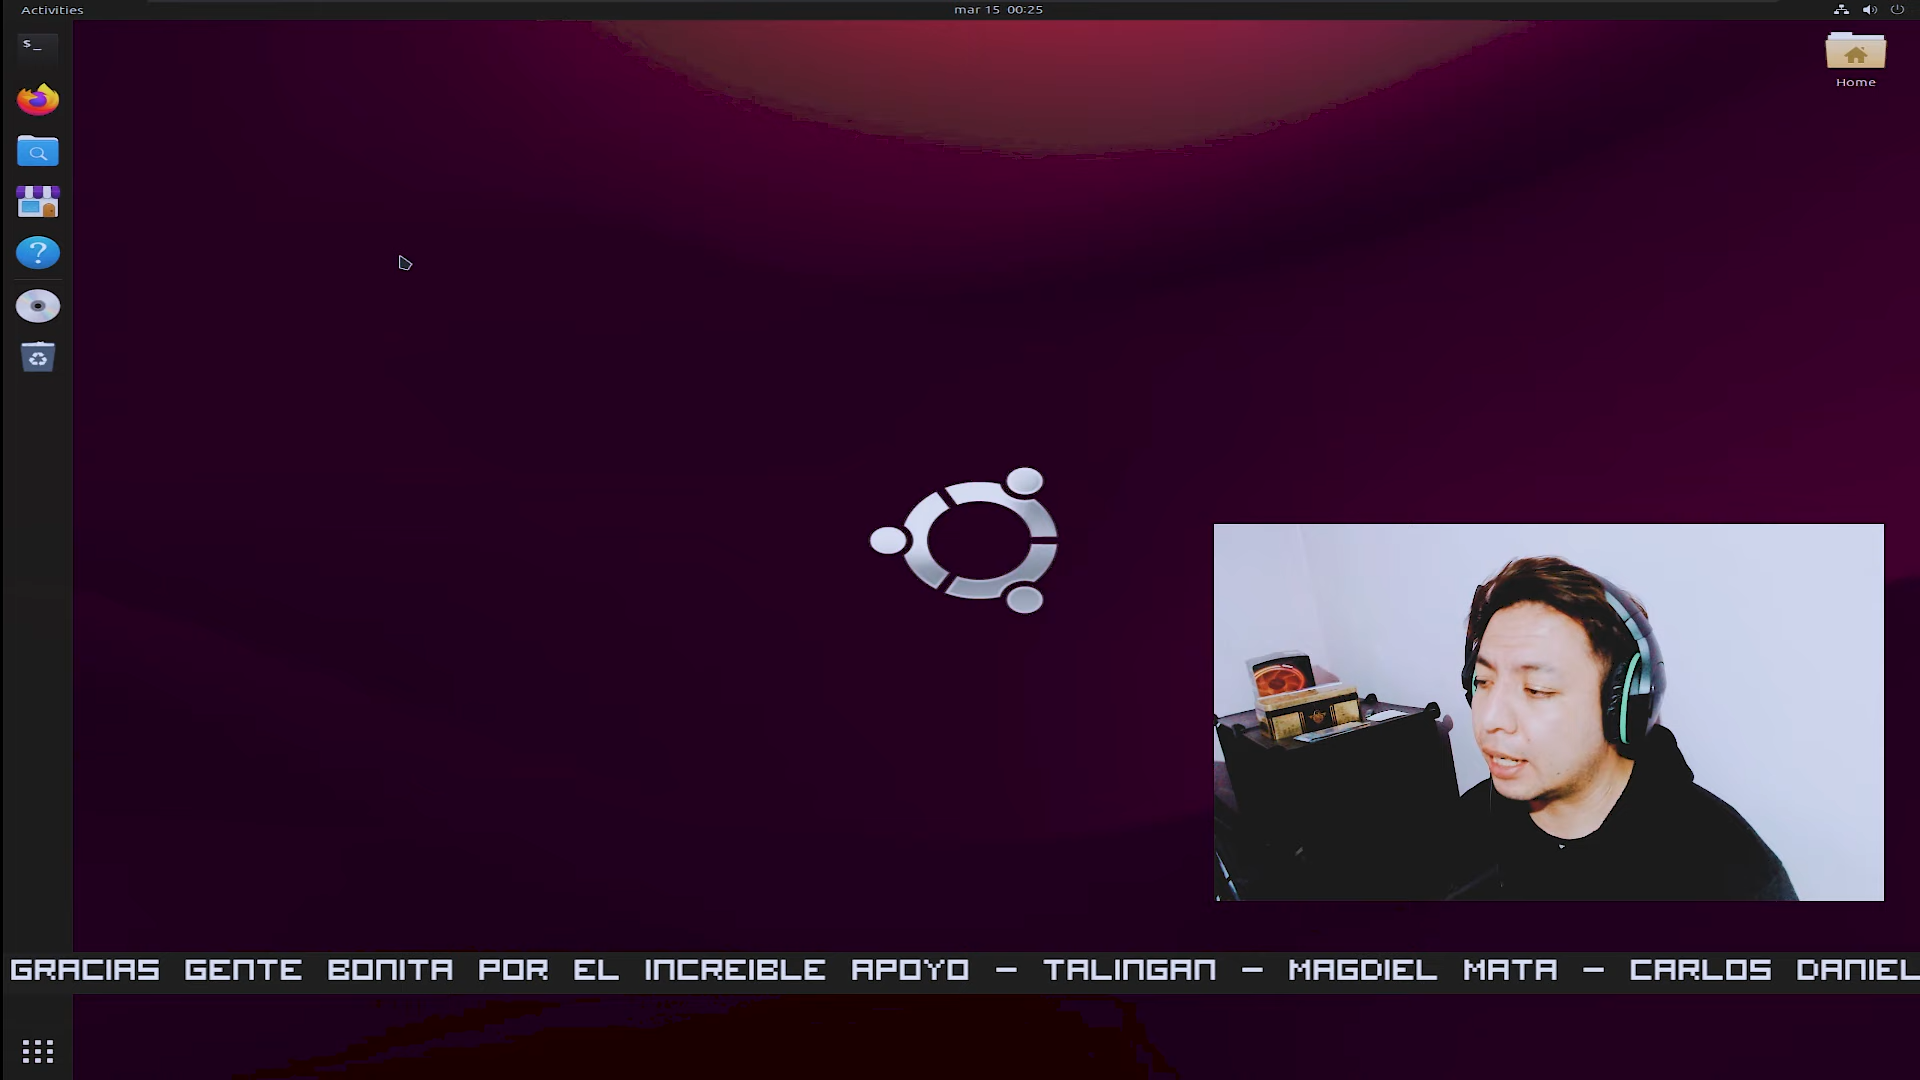 Activities
mar 15 00:25
$_
Home
?
GRACIAS GENTE BONITA POR EL INCREIBLE APOYO - TALINGAN - MAGDIEL MATA - CARLOS DANIEL